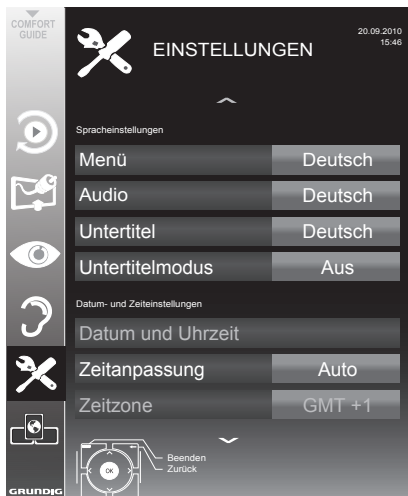 COMFORT
GUIDE
EINSTELLUNGEN
20.09.2010
15:46
Spracheinstellungen
Menü Deutsch
Audio Deutsch
Untertitel Deutsch
Untertitelmodus Aus
Datum- und Zeiteinstellungen
Datum und Uhrzeit
Zeitanpassung Auto
Zeitzone GMT +1
OK
Beenden
Zurück
GRUNDIG